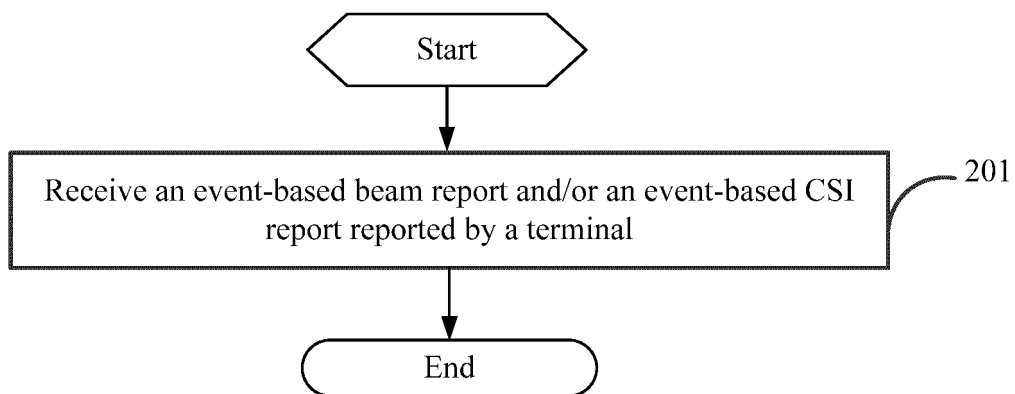 Start
Receive an event-based beam report and/or an event-based CSI
report reported by a terminal
201
End